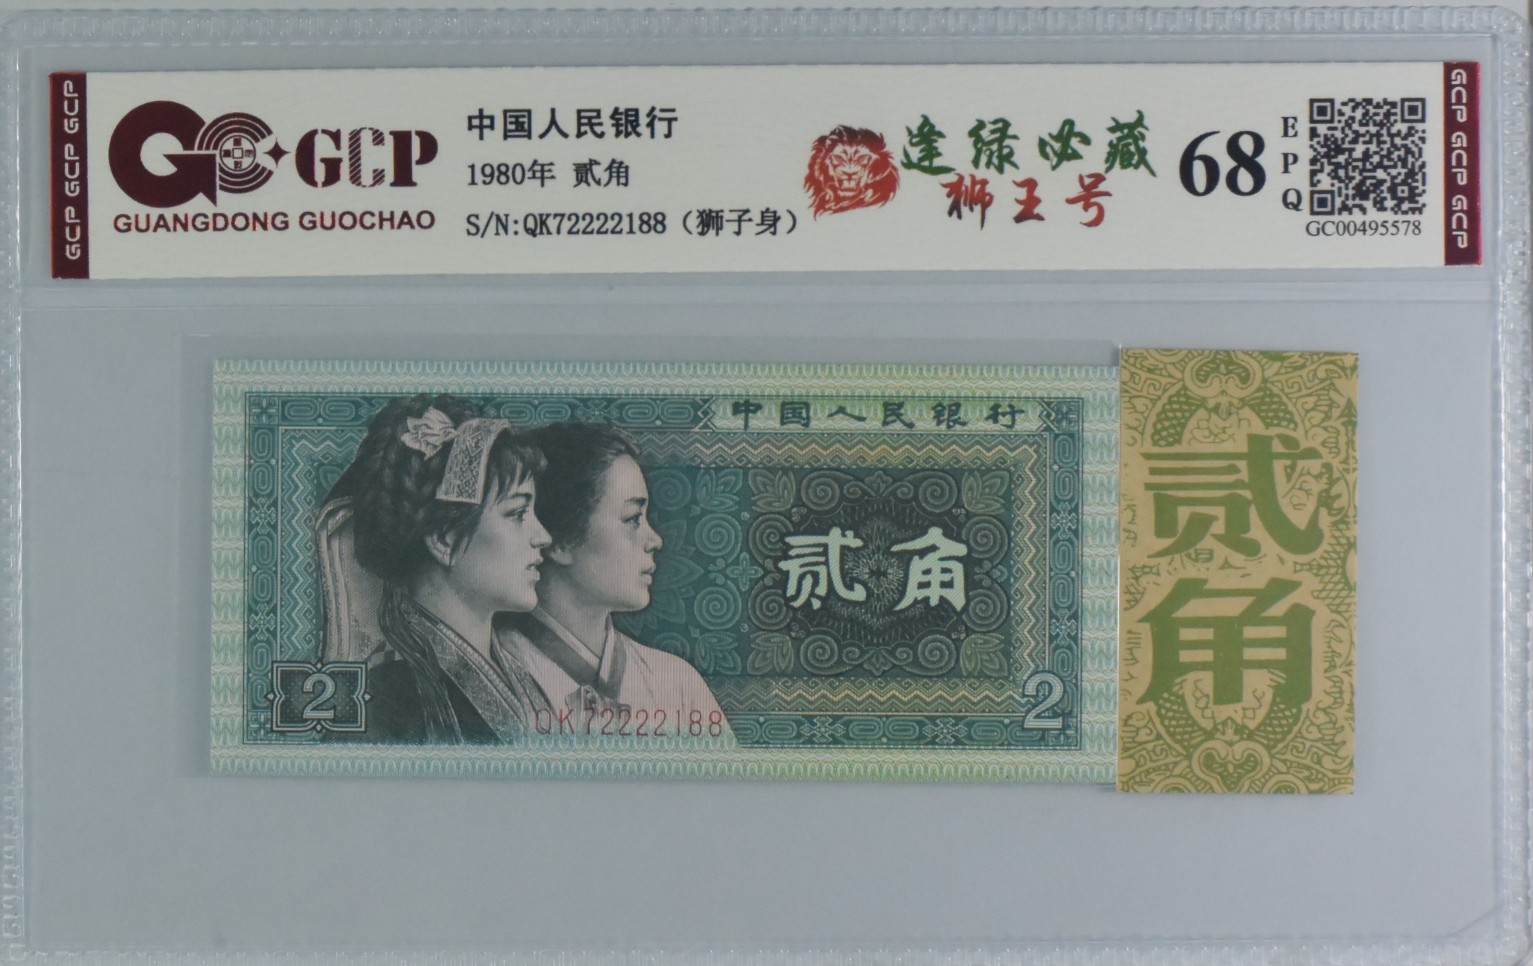 GCP GCP GCP
GCP
GUANGDONG GUOCHAO
中国人民银行
1980年 贰角
S/N:QK72222188（狮子身）
逢绿必藏
狮王号
68
EPQ
GC00495578
GCP GCP GCP
中国人民银行
贰角
2
2
QK72222188
贰角